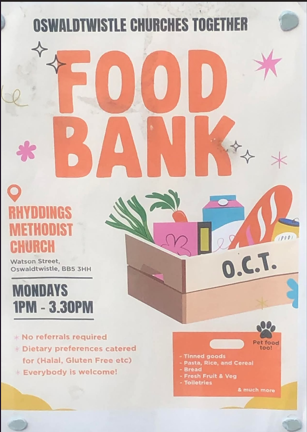 OSWALDTWISTLE CHURCHES TOGETHER
FOOD
BANK
RHYDDINGS
METHODIST
CHURCH
Watson Street,
Oswaldtwistle, BB5 3HH
MONDAYS
1PM - 3.30PM
No referrals required
Dietary preferences catered
for (Halal, Gluten Free etc)
Everybody is welcome!
O.C.T.
Pet food
too!
- Tinned goods
- Pasta, Rice, and Cereal
- Bread
- Fresh Fruit & Veg
- Toiletries
& much more